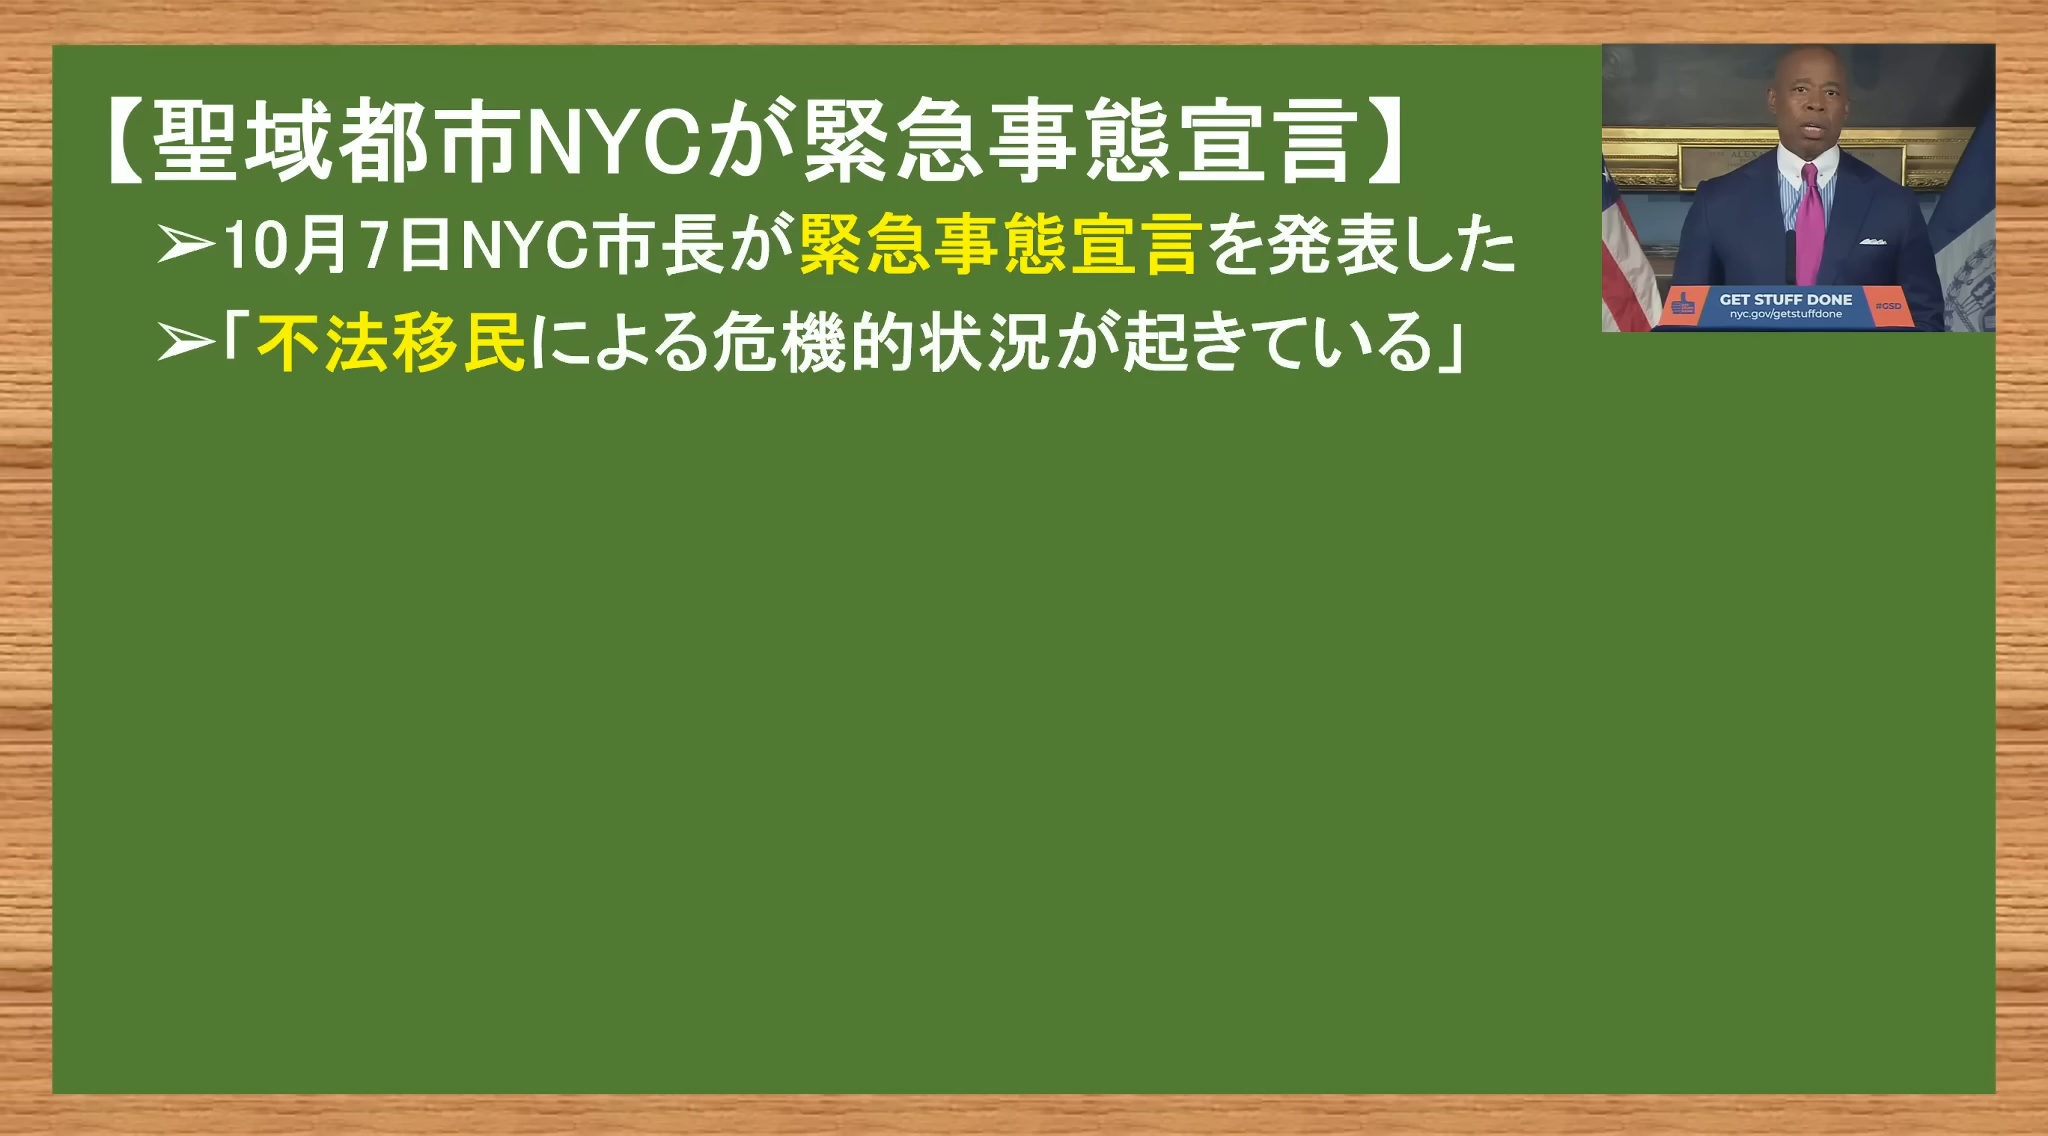 【聖域都市NYCが緊急事態宣言】
➢10月7日NYC市長が緊急事態宣言を発表した
➢「不法移民による危機的状況が起きている」
GET STUFF DONE
nyc.gov/getstuffdone
#GSD